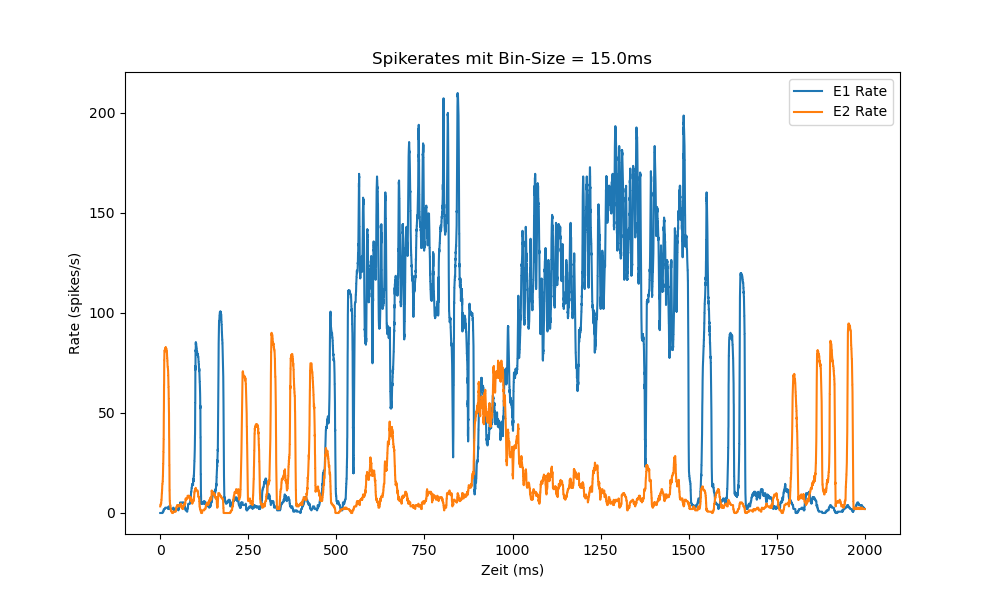 Spikerates mit Bin-Size = 15.0ms
E1 Rate
E2 Rate
Rate (spikes/s)
200
150
100
50
0
0 250 500 750 1000 1250 1500 1750 2000
Zeit (ms)